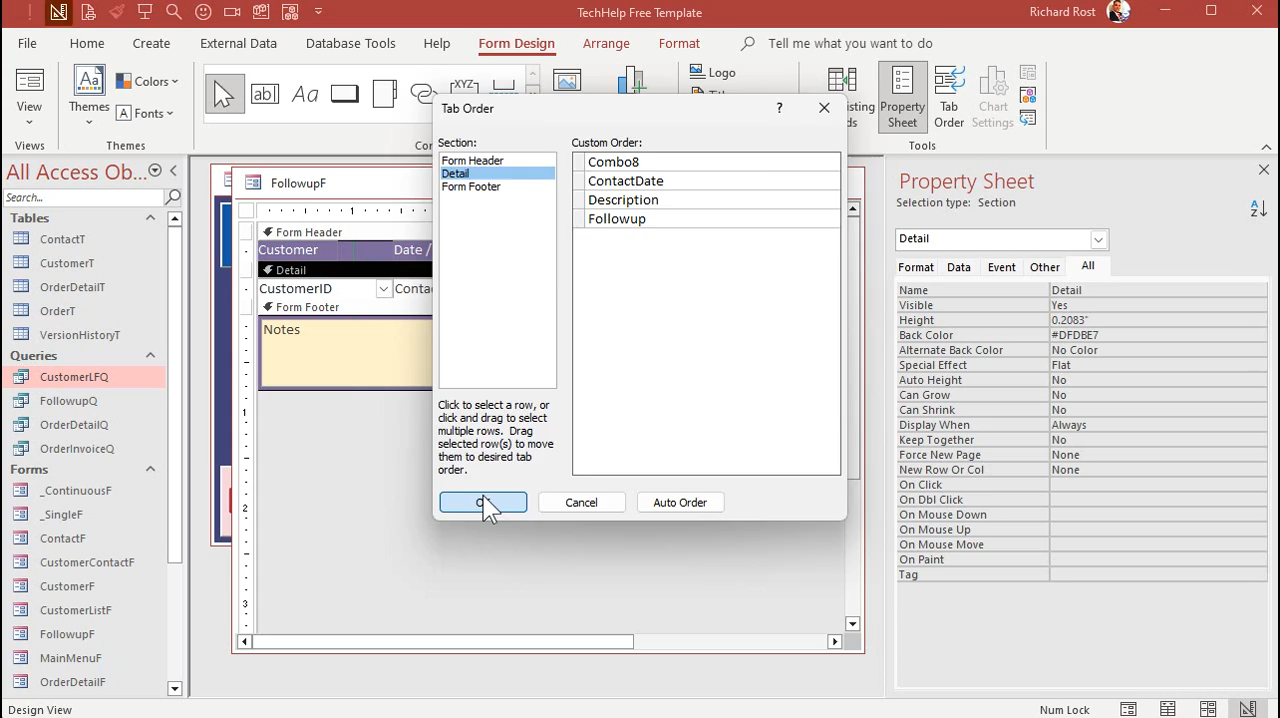 TechHelp Free Template
Richard Rost
File
Home
Create
External Data
Database Tools
Help
Form Design
Arrange
Format
Tell me what you want to do
View
Views
Themes
Colors
Fonts
Themes
ab
Aa
XYZ
Logo
Property
Sheet
Tab
Order
Chart
Settings
Tools
All Access Ob...
Search...
Tables
ContactT
CustomerT
OrderDetailT
OrderT
VersionHistoryT
Queries
CustomerLFQ
FollowupQ
OrderDetailQ
OrderInvoiceQ
Forms
_ContinuousF
_SingleF
ContactF
CustomerContactF
CustomerF
CustomerListF
FollowupF
MainMenuF
OrderDetailF
FollowupF
1
Form Header
Customer
Date /
Detail
CustomerID
Form Footer
Notes
1
2
3
Tab Order
?
Section:
Form Header
Detail
Form Footer
Custom Order:
Combo8
ContactDate
Description
Followup
Click to select a row, or
click and drag to select
multiple rows. Drag
selected row(s) to move
them to desired tab
order.
Cancel
Auto Order
Property Sheet
Selection type: Section
Detail
Format
Data
Event
Other
All
Name Detail
Visible Yes
Height 0.2083"
Back Color #DFDBE7
Alternate Back Color No Color
Special Effect Flat
Auto Height No
Can Grow No
Can Shrink No
Display When Always
Keep Together No
Force New Page None
New Row Or Col None
On Click
On Dbl Click
On Mouse Down
On Mouse Up
On Mouse Move
On Paint
Tag
Design View
Num Lock